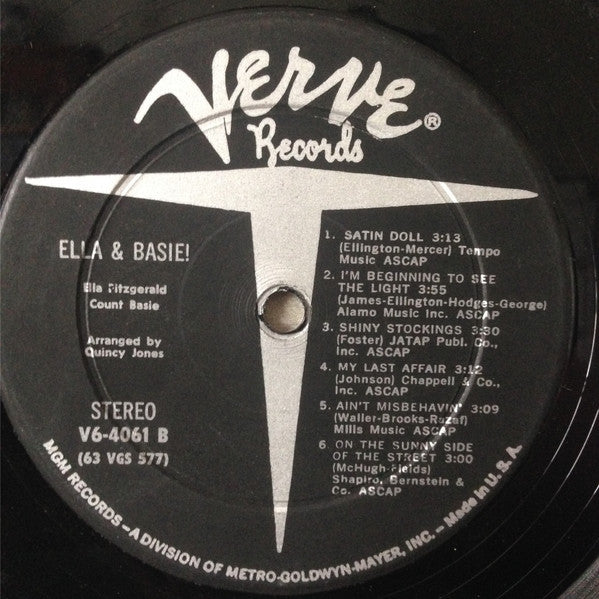 VERVE®
Records
ELLA & BASIE!
Ella Fitzgerald
Count Basie
Arranged by
Quincy Jones
STEREO
V6-4061 B
(63 VGS 577)
1. SATIN DOLL 3:13
(Ellington-Mercer) Tempo
Music ASCAP
2. I'M BEGINNING TO SEE
THE LIGHT 3:55
(James-Ellington-Hodges-George)
Alamo Music Inc. ASCAP
3. SHINY STOCKINGS 3:30
(Foster) JATAP Publ. Co.,
Inc. ASCAP
4. MY LAST AFFAIR 3:12
(Johnson) Chappell & Co.,
Inc. ASCAP
5. AIN'T MISBEHAVIN' 3:09
(Waller-Brooks-Razaf)
Mills Music ASCAP
6. ON THE SUNNY SIDE
OF THE STREET 3:00
(McHugh-Fields)
Shapiro, Bernstein &
Co. ASCAP
MGM RECORDS – A DIVISION OF METRO-GOLDWYN-MAYER, INC. – Made in U.S.A.